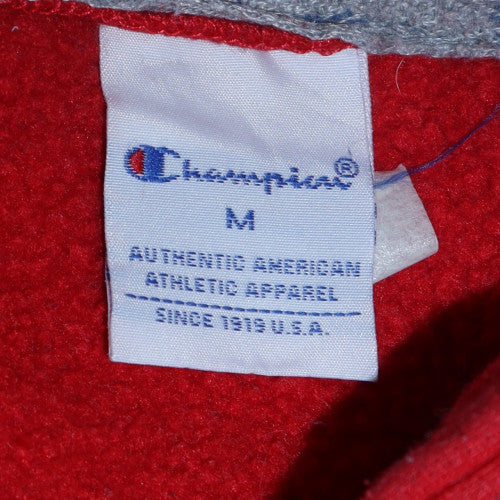 Champion®
M
AUTHENTIC AMERICAN
ATHLETIC APPAREL
SINCE 1919 U.S.A.